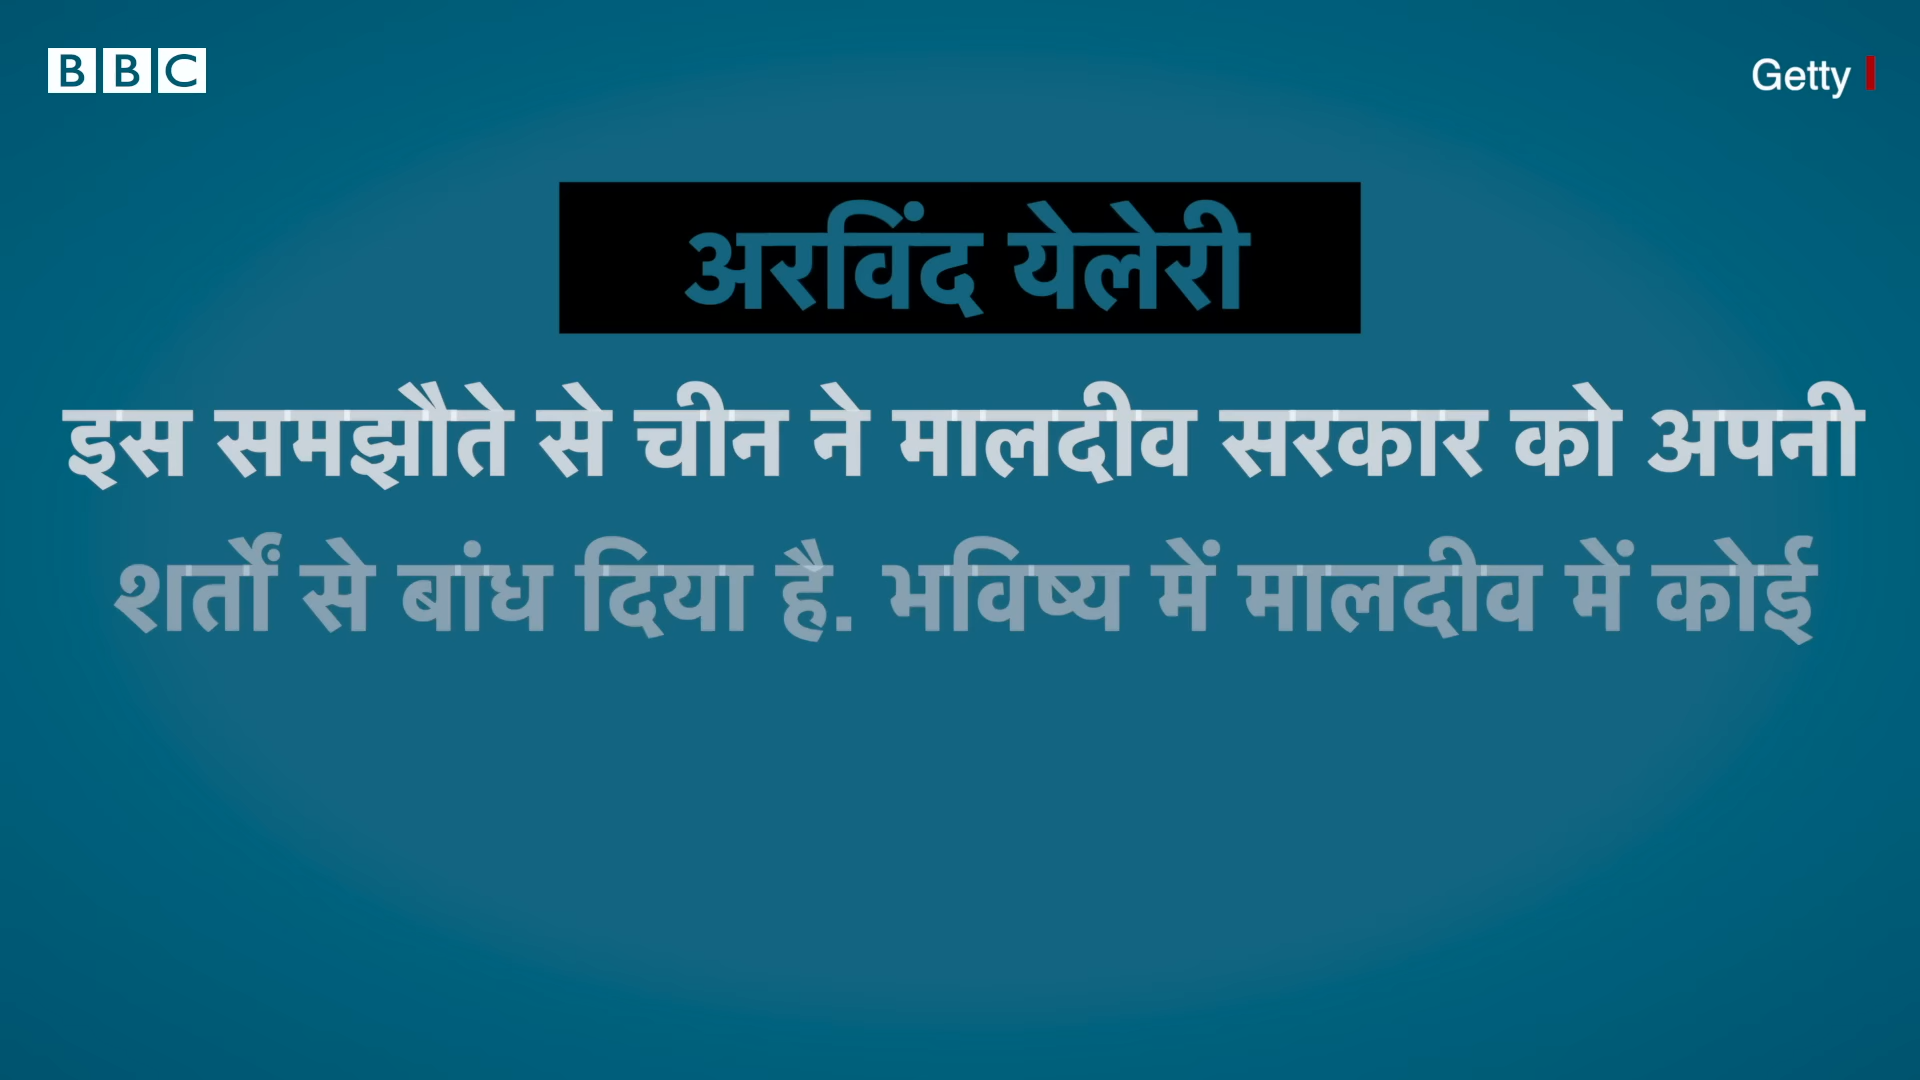 BBC
Getty
अरविंद येलेरी
इस समझौते से चीन ने मालदीव सरकार को अपनी
शर्तों से बांध दिया है. भविष्य में मालदीव में कोई